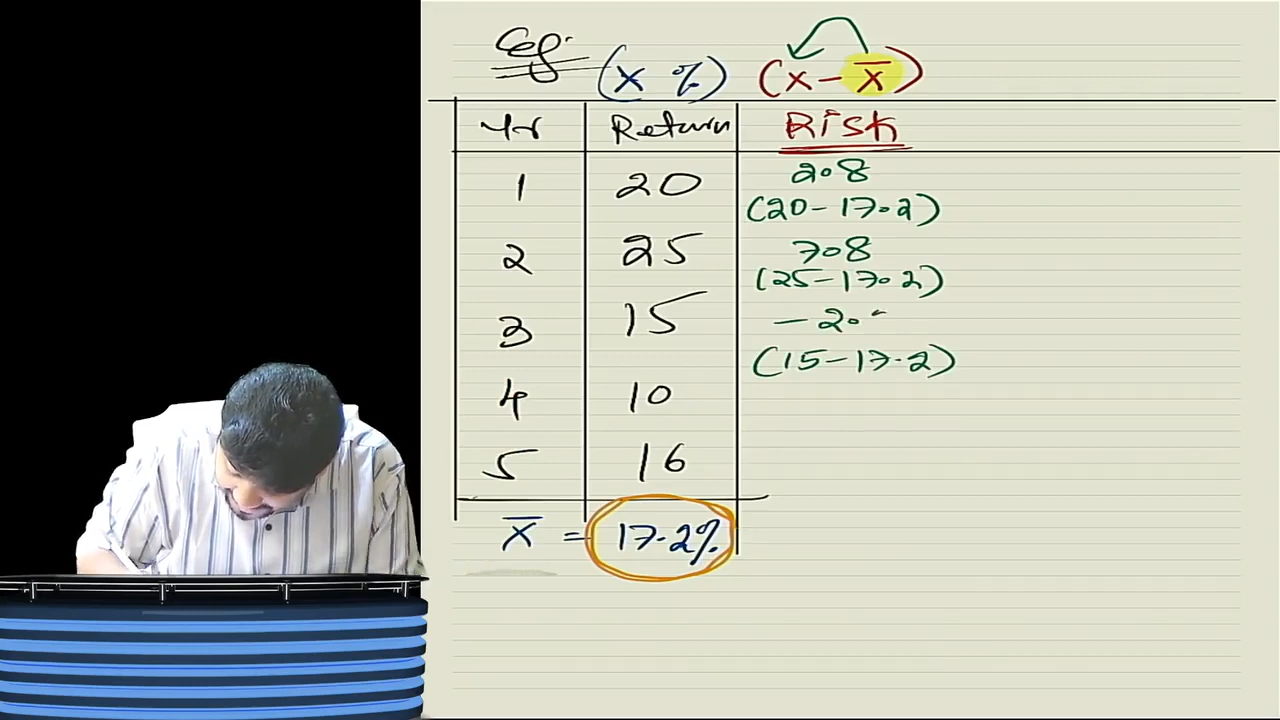 Eg:
(X %) (x - x̄)
Yr Return Risk
1 20 2.8
(20-17.2)
2 25 7.8
(25-17.2)
3 15 -2.
(15-17.2)
4 10
5 16
x̄ = 17.2%